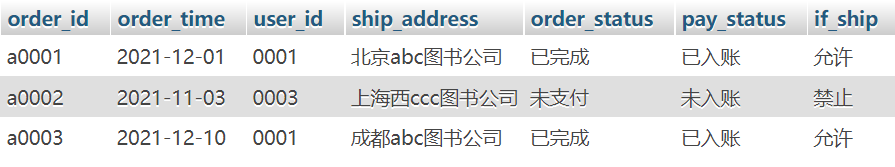 order_id order_time user_id ship_address order_status pay_status if_ship
a0001 2021-12-01 0001 北京abc图书公司 已完成 已入账 允许
a0002 2021-11-03 0003 上海西ccc图书公司 未支付 未入账 禁止
a0003 2021-12-10 0001 成都abc图书公司 已完成 已入账 允许